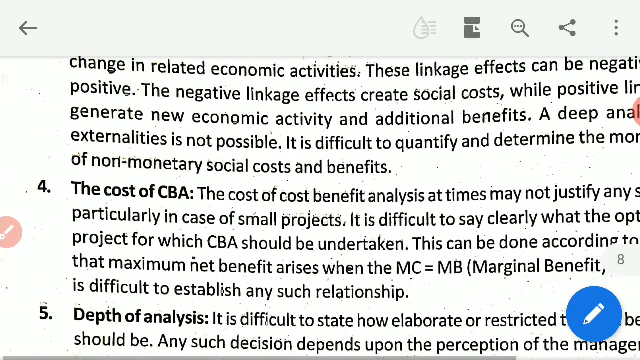 change in related economic activities. These linkage effects can be negati
positive. The negative linkage effects create social costs, while positive lin
generate new economic activity and additional benefits. A deep anal
externalities is not possible. It is difficult to quantify and determine the mon
of non-monetary social costs and benefits.
4. The cost of CBA: The cost of cost benefit analysis at times may not justify any s
particularly in case of small projects. It is difficult to say clearly what the opt
project for which CBA should be undertaken. This can be done according to
that maximum net benefit arises when the MC = MB (Marginal Benefit, 8
is difficult to establish any such relationship.
5. Depth of analysis: It is difficult to state how elaborate or restricted be
should be. Any such decision depends upon the perception of the manager